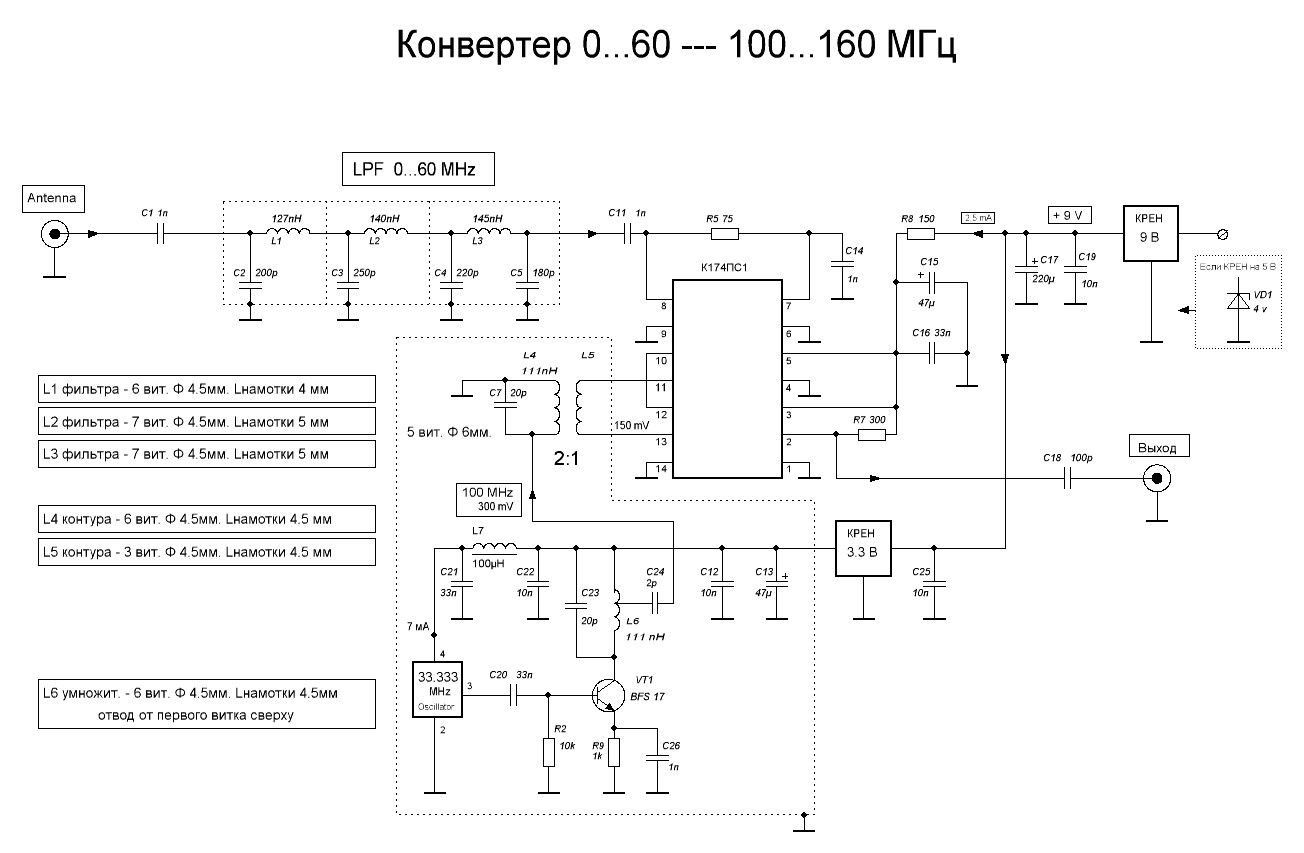 Конвертер 0...60 --- 100...160 МГц
LPF 0...60 MHz
Antenna
C1 1n
127nH
L1
140nH
L2
145nH
L3
C2 200p
C3 250p
C4 220p
C5 180p
C11 1n
R5 75
C14
1n
К174ПС1
8
9
10
11
12
13
14
7
6
5
4
3
2
1
R8 150
2.5 mA
+ 9 V
КРЕН
9 В
C15
+
47µ
C16 33n
+
C17
220µ
C19
10n
Если КРЕН на 5 В
VD1
4 v
R7 300
C18 100p
Выход
L4
111nH
L5
C7 20p
5 вит. Ф 6мм.
2:1
150 mV
100 MHz
300 mV
L1 фильтра - 6 вит. Ф 4.5мм. Lнамотки 4 мм
L2 фильтра - 7 вит. Ф 4.5мм. Lнамотки 5 мм
L3 фильтра - 7 вит. Ф 4.5мм. Lнамотки 5 мм
L4 контура - 6 вит. Ф 4.5мм. Lнамотки 4.5 мм
L5 контура - 3 вит. Ф 4.5мм. Lнамотки 4.5 мм
L6 умножит. - 6 вит. Ф 4.5мм. Lнамотки 4.5мм
отвод от первого витка сверху
L7
100µH
C21
33n
C22
10n
C23
20p
C24
2p
L6
111 nH
C12
10n
C13
+
47µ
КРЕН
3.3 В
C25
10n
7 мА
4
33.333
MHz
Oscillator
3
2
C20 33n
VT1
BFS 17
R2
10k
R9
1k
C26
1n